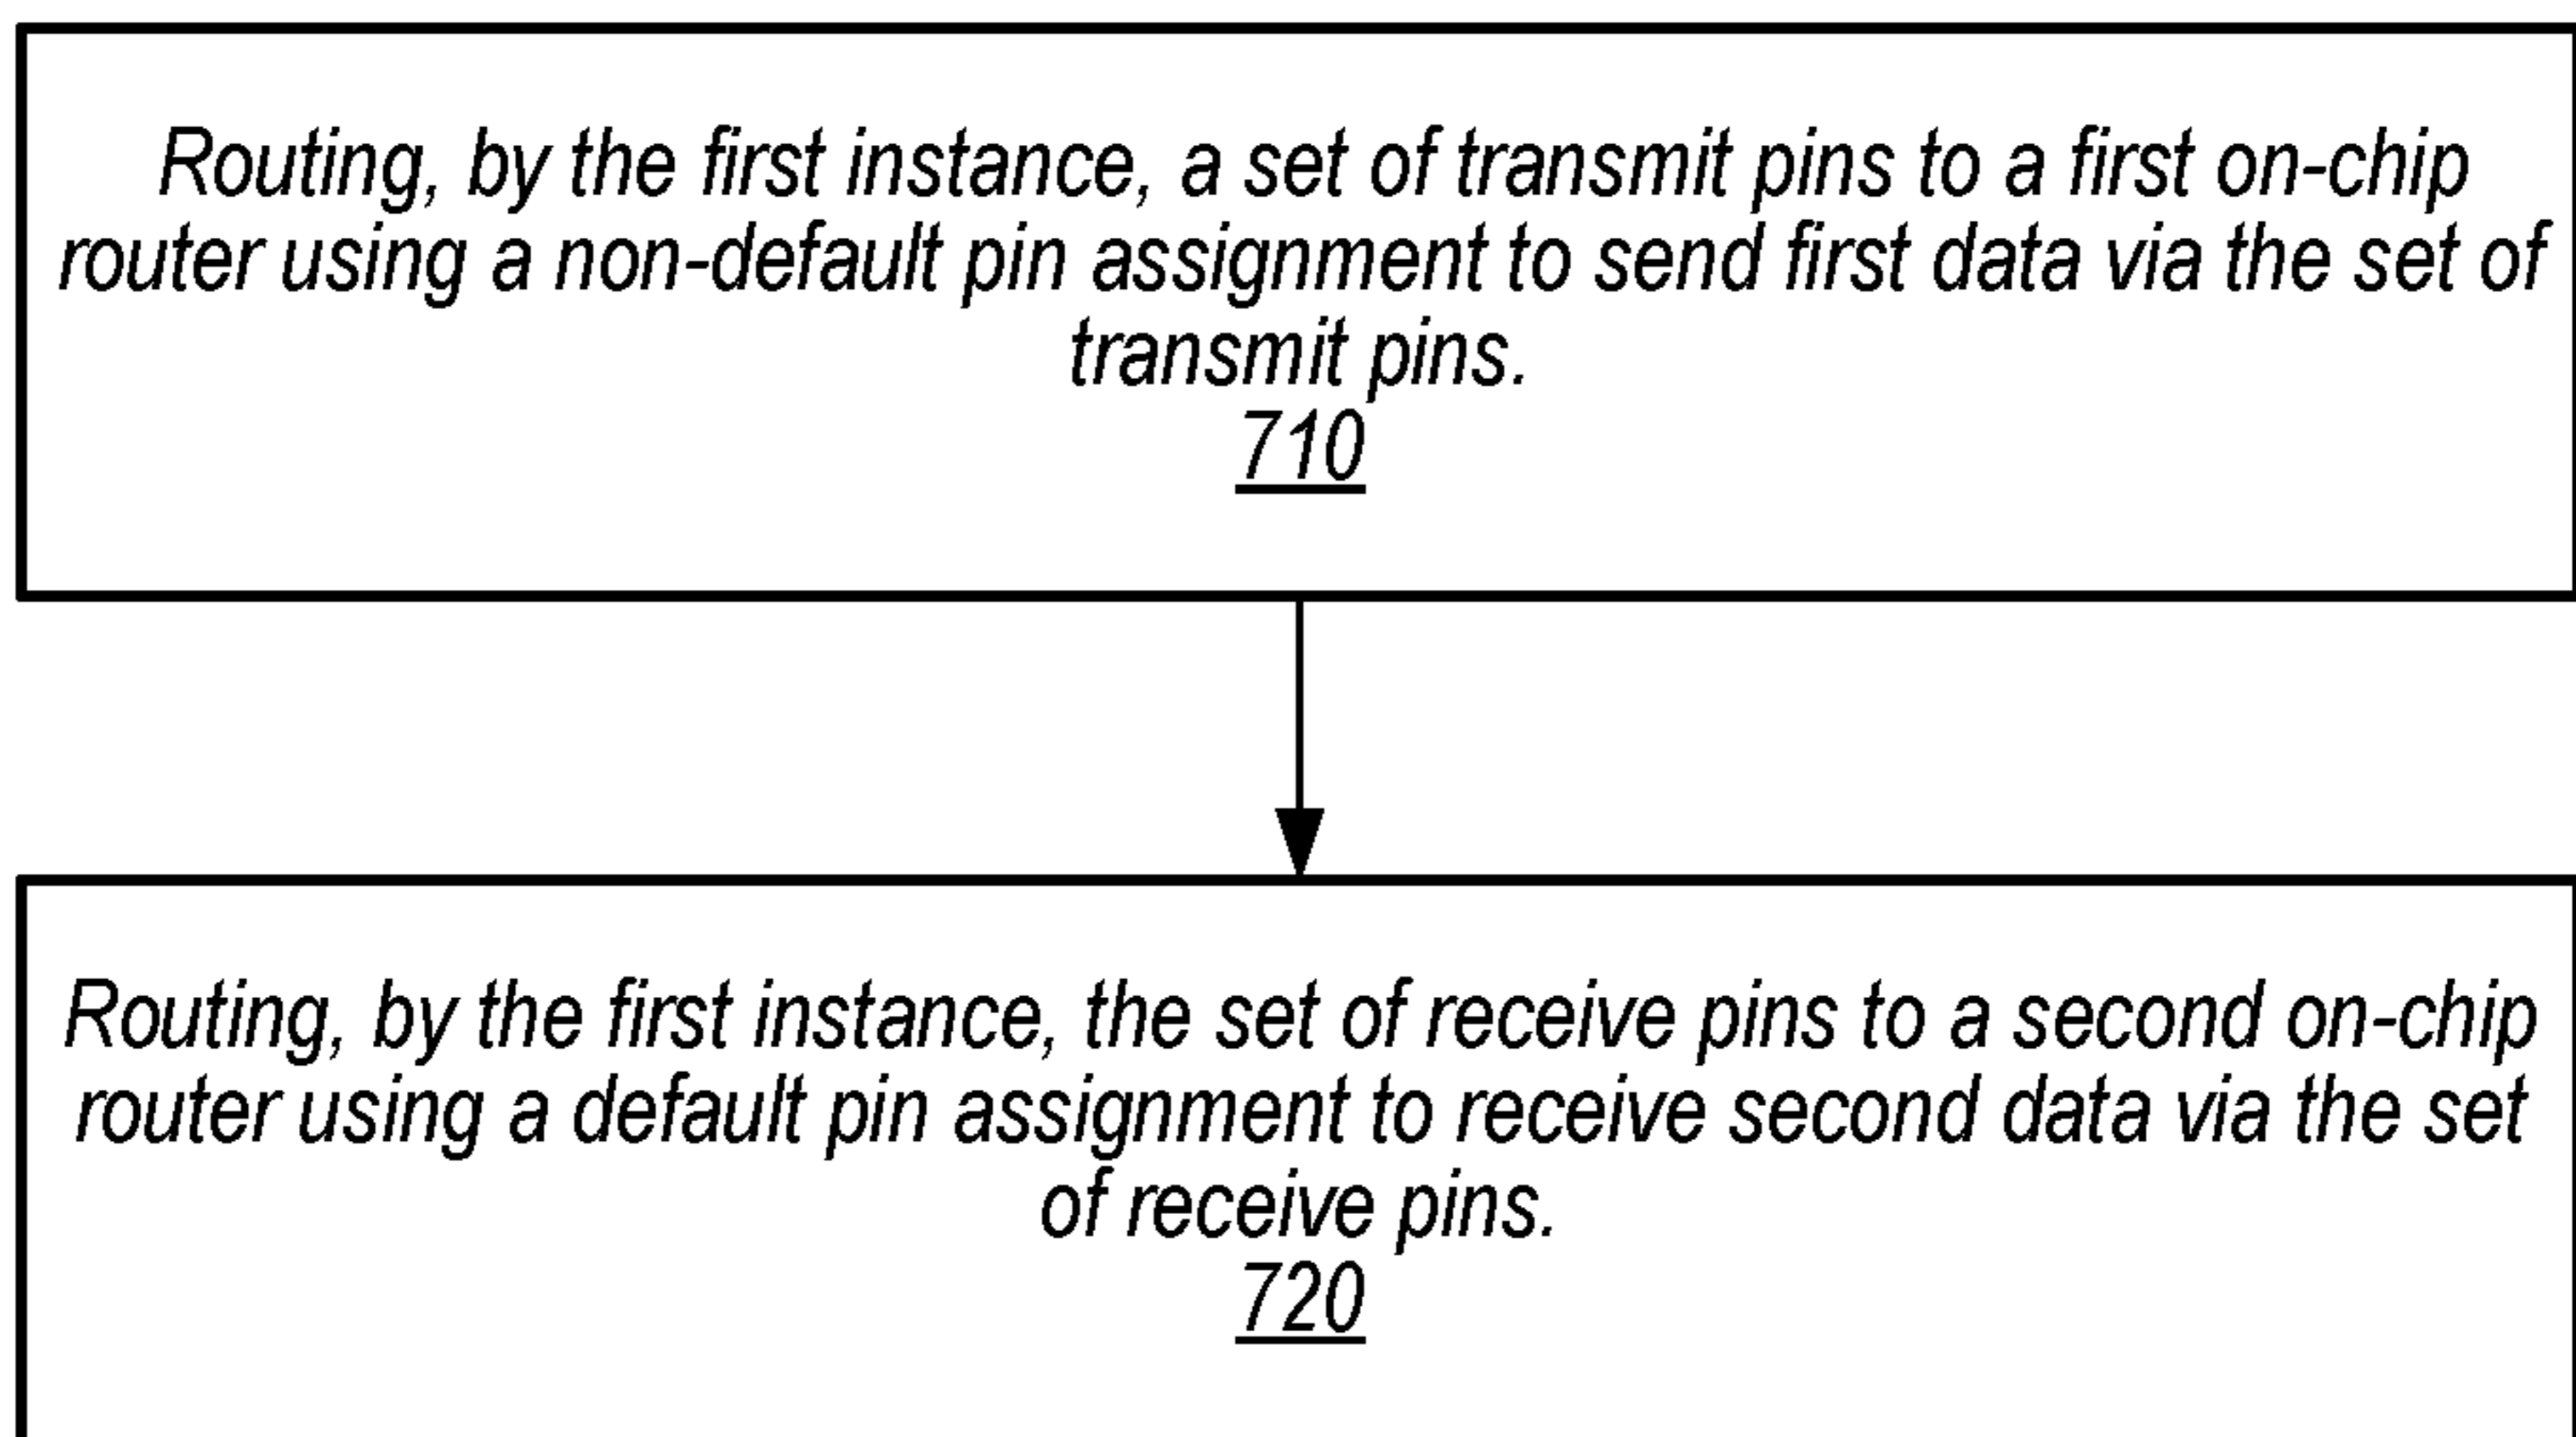 Routing, by the first instance, a set of transmit pins to a first on-chip
router using a non-default pin assignment to send first data via the set of
transmit pins.
710
Routing, by the first instance, the set of receive pins to a second on-chip
router using a default pin assignment to receive second data via the set
of receive pins.
720